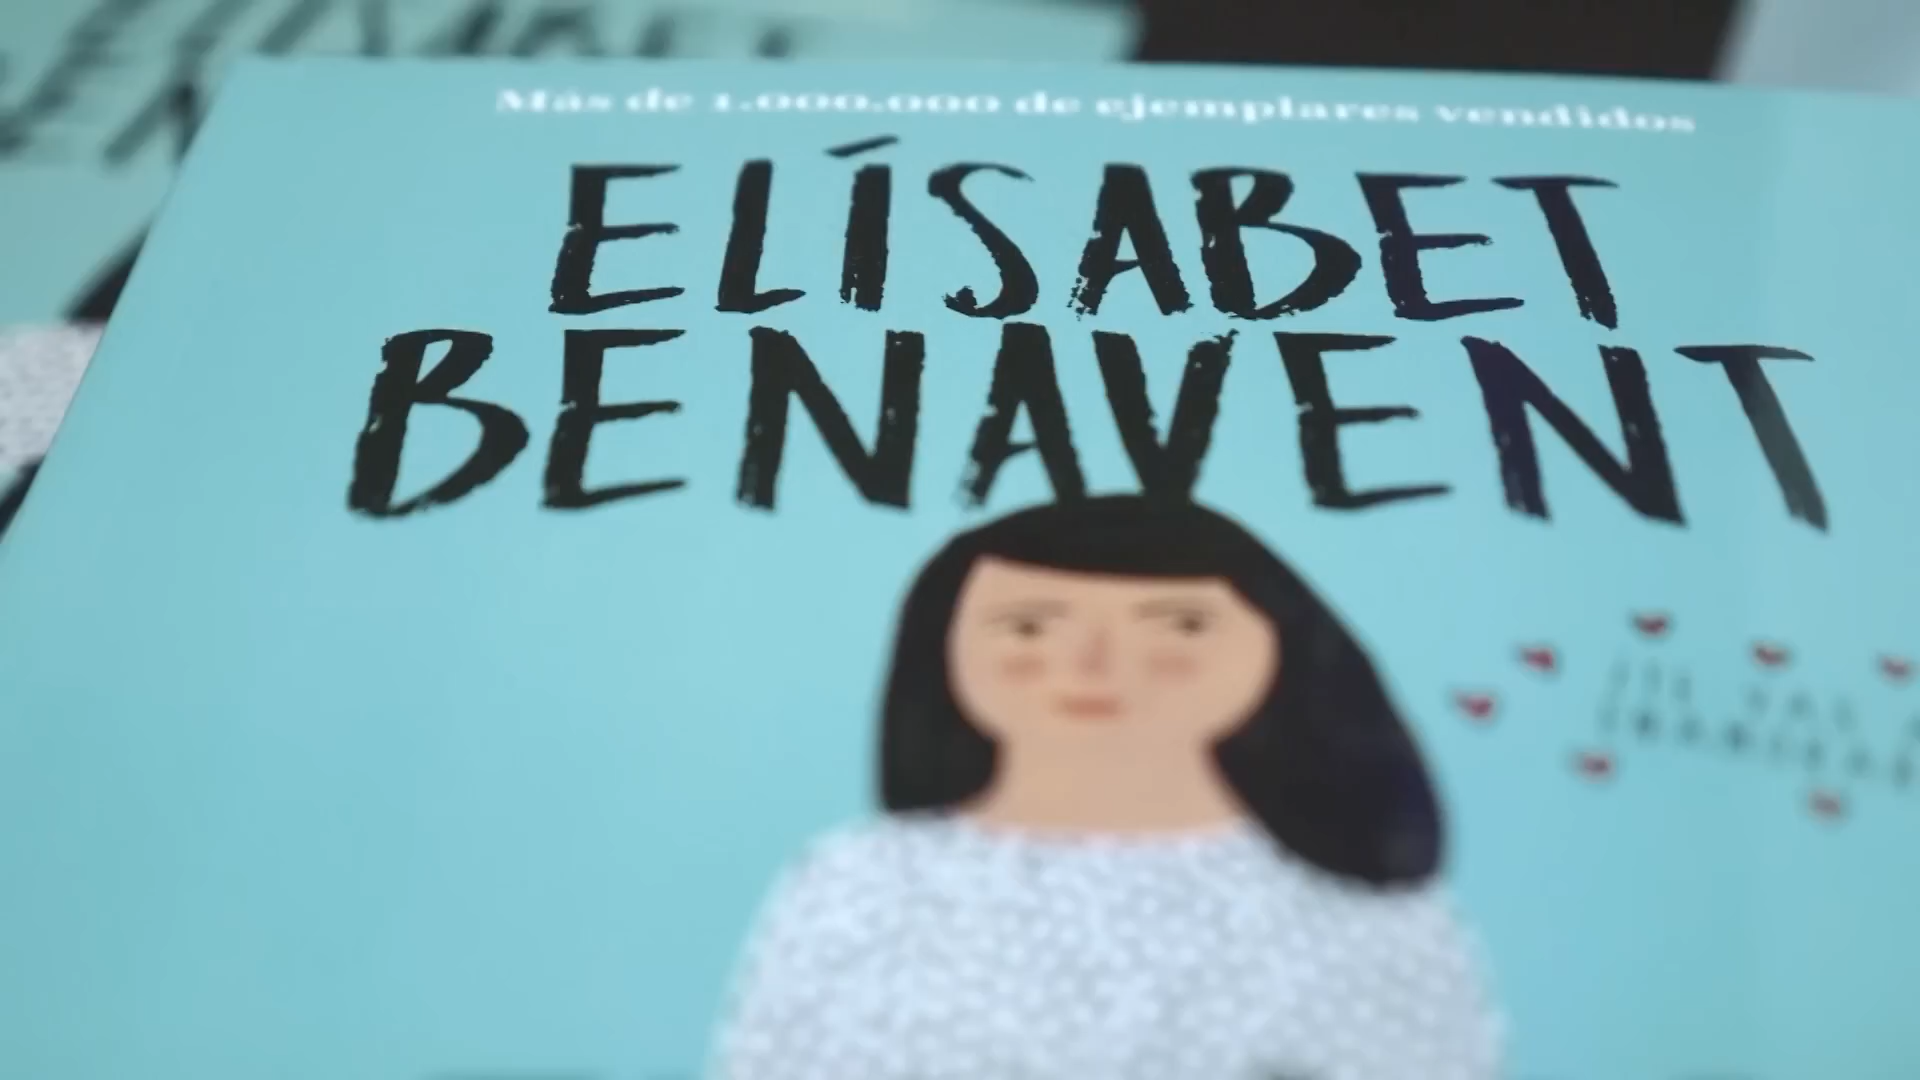 Más de 1.000.000 de ejemplares vendidos
ELÍSABET
BENAVENT